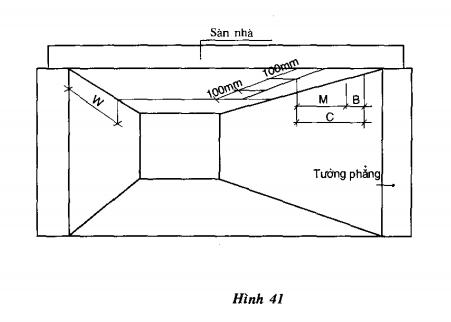 Sàn nhà
100mm
100mm
W
M
B
C
Tường phẳng
Hình 41